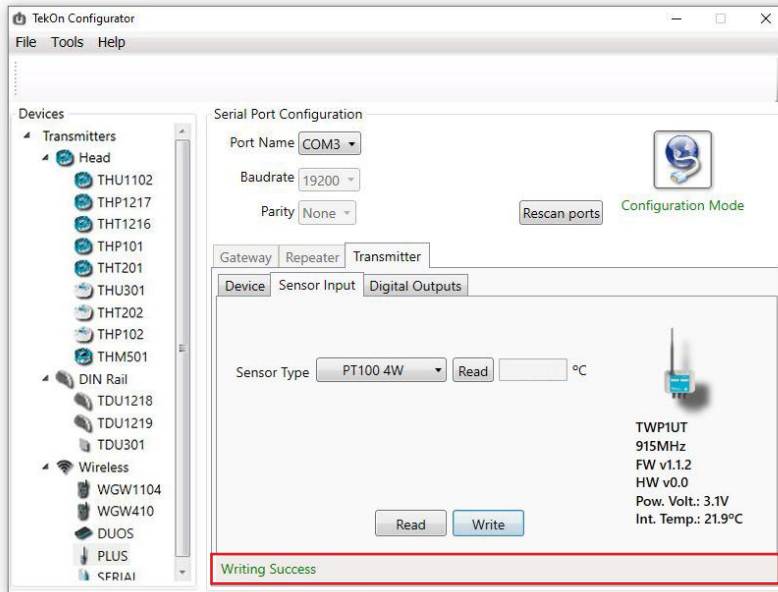 TekOn Configurator
File Tools Help
Devices
Transmitters
Head
THU1102
THP1217
THT1216
THP101
THT201
THU301
THT202
THP102
THM501
DIN Rail
TDU1218
TDU1219
TDU301
Wireless
WGW1104
WGW410
DUOS
PLUS
SERIAL
Serial Port Configuration
Port Name COM3
Baudrate 19200
Parity None
Rescan ports
Configuration Mode
Gateway Repeater Transmitter
Device Sensor Input Digital Outputs
Sensor Type PT100 4W Read ºC
TWP1UT
915MHz
FW v1.1.2
HW v0.0
Pow. Volt.: 3.1V
Int. Temp.: 21.9ºC
Read Write
Writing Success